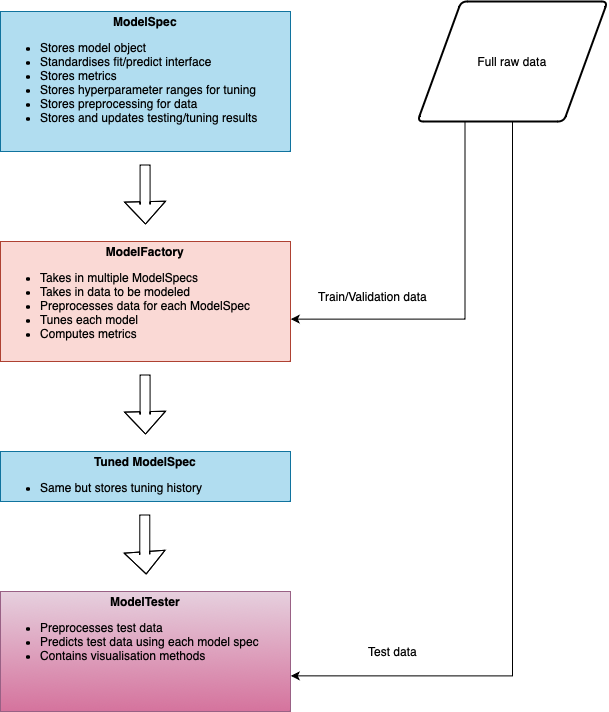 ModelSpec
• Stores model object
• Standardises fit/predict interface
• Stores metrics
• Stores hyperparameter ranges for tuning
• Stores preprocessing for data
• Stores and updates testing/tuning results
Full raw data
ModelFactory
• Takes in multiple ModelSpecs
• Takes in data to be modeled
• Preprocesses data for each ModelSpec
• Tunes each model
• Computes metrics
Train/Validation data
Tuned ModelSpec
• Same but stores tuning history
ModelTester
• Preprocesses test data
• Predicts test data using each model spec
• Contains visualisation methods
Test data